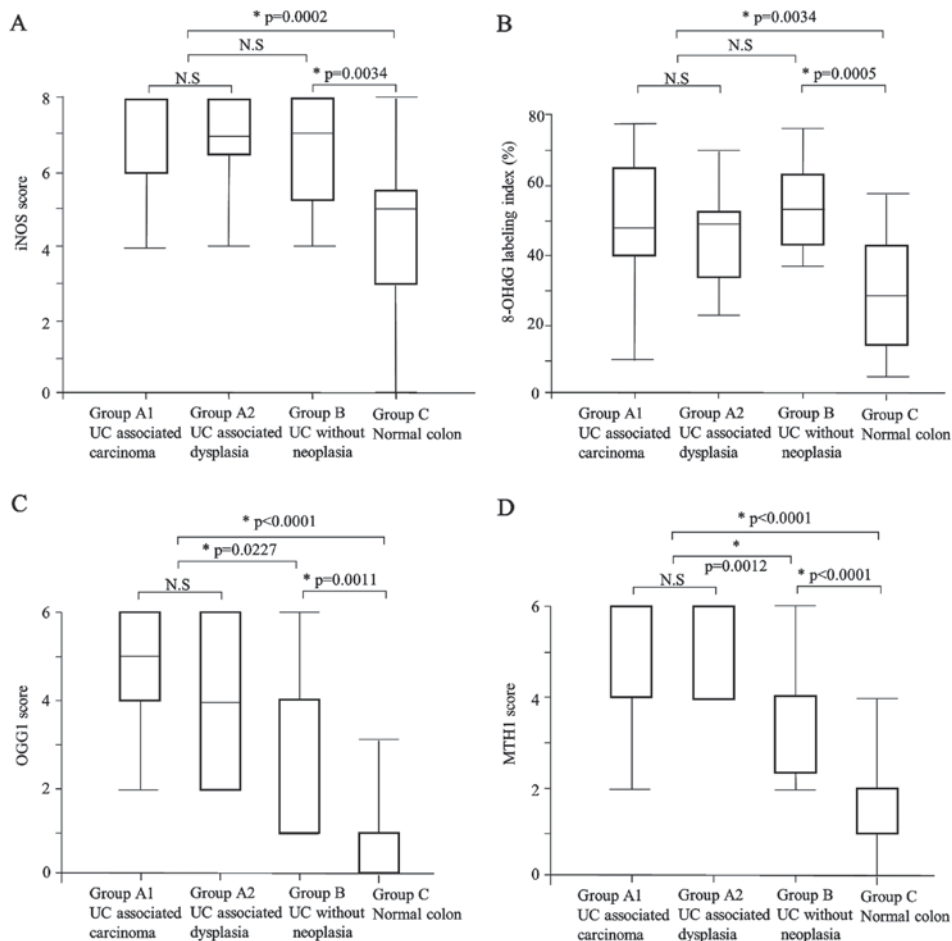 A
* p=0.0002
N.S
N.S
* p=0.0034
8
6
4
2
0
iNOS score
Group A1
UC associated
carcinoma
Group A2
UC associated
dysplasia
Group B
UC without
neoplasia
Group C
Normal colon
B
* p=0.0034
N.S
N.S
* p=0.0005
80
60
40
20
0
8-OHdG labeling index (%)
Group A1
UC associated
carcinoma
Group A2
UC associated
dysplasia
Group B
UC without
neoplasia
Group C
Normal colon
C
* p<0.0001
* p=0.0227
N.S
* p=0.0011
6
4
2
0
OGG1 score
Group A1
UC associated
carcinoma
Group A2
UC associated
dysplasia
Group B
UC without
neoplasia
Group C
Normal colon
D
* p<0.0001
*
p=0.0012
N.S
* p<0.0001
6
4
2
0
MTH1 score
Group A1
UC associated
carcinoma
Group A2
UC associated
dysplasia
Group B
UC without
neoplasia
Group C
Normal colon